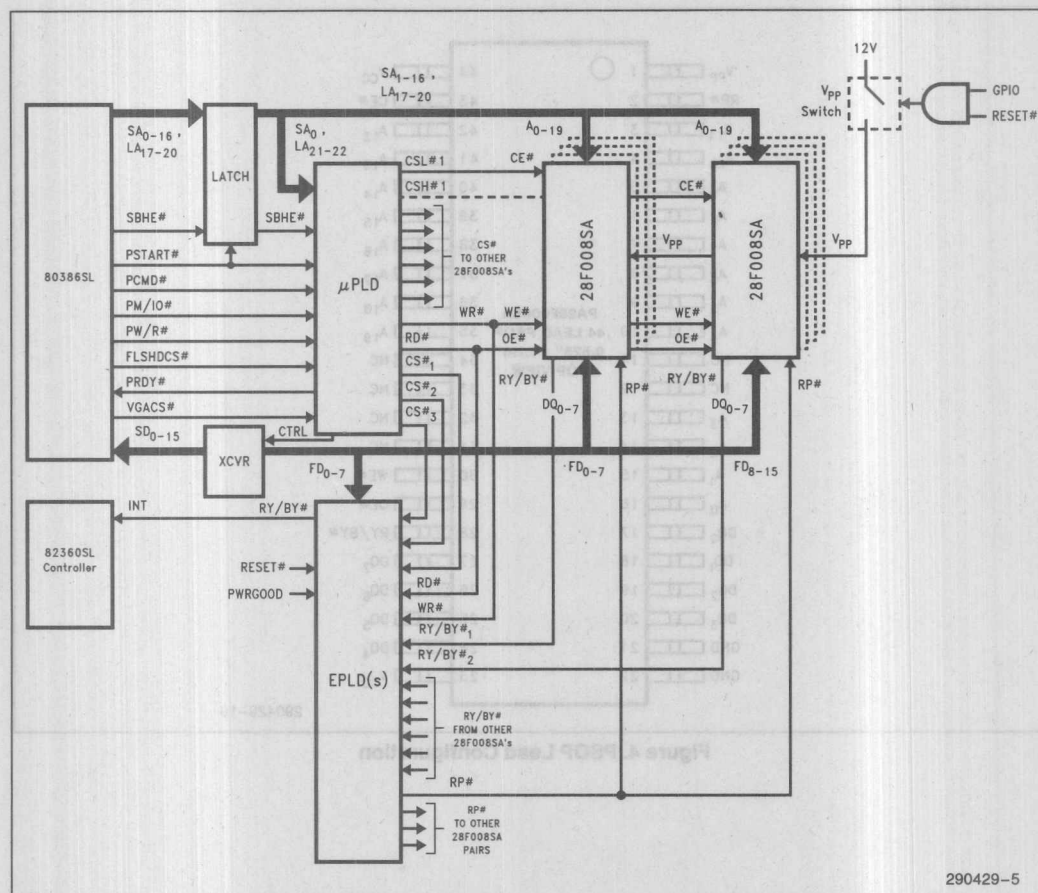 12V
SA1-16,
LA17-20
VPP
Switch
GPIO
RESET#
SA0-16,
LA17-20
LATCH
SA0,
LA21-22
A0-19
A0-19
CSL#1
CE#
CSH#1
CE#
SBHE#
SBHE#
CS#
TO OTHER
28F008SA's
28F008SA
28F008SA
VPP
VPP
80386SL
PSTART#
µPLD
PCMD#
PM/IO#
WR#
WE#
WE#
PW/R#
RD#
OE#
OE#
FLSHDCS#
CS#1
RY/BY#
RP#
RY/BY#
RP#
PRDY#
CS#2
DQ0-7
DQ0-7
VGACS#
CS#3
SD0-15
XCVR
CTRL
FD0-7
FD0-7
FD8-15
INT
RY/BY#
82360SL
Controller
RESET#
RD#
PWRGOOD
WR#
RY/BY#1
RY/BY#2
EPLD(s)
RY/BY#
FROM OTHER
28F008SA's
RP#
RP#
TO OTHER
28F008SA
PAIRS
290429-5
Figure 4. PSOP Lead Configuration